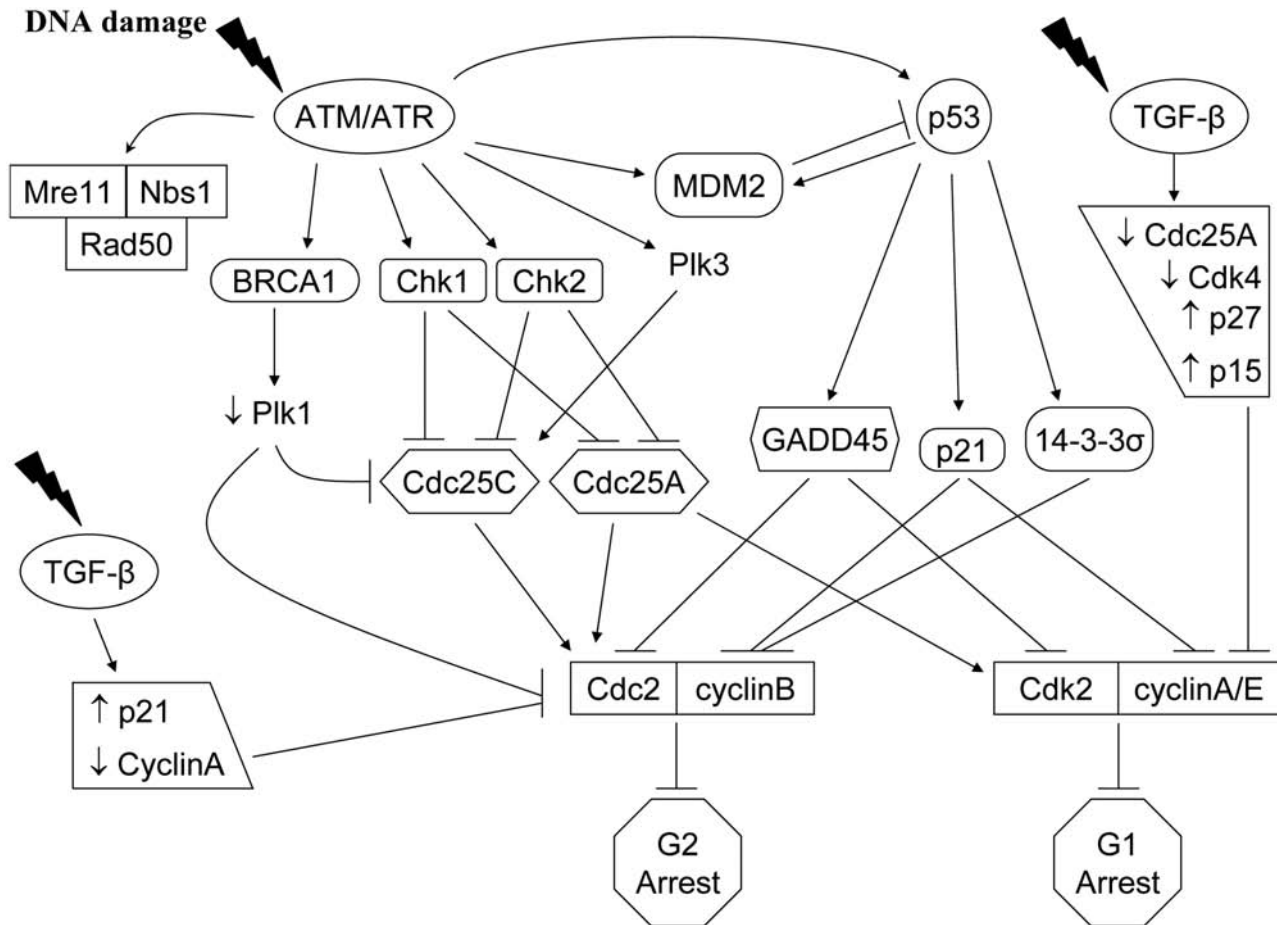 DNA damage
ATM/ATR
p53
TGF-β
Mre11
Nbs1
Rad50
MDM2
BRCA1
Chk1
Chk2
Plk3
↓ Cdc25A
↓ Cdk4
↑ p27
↑ p15
↓ Plk1
Cdc25C
Cdc25A
GADD45
p21
14-3-3σ
TGF-β
↑ p21
↓ CyclinA
Cdc2
cyclinB
Cdk2
cyclinA/E
G2
Arrest
G1
Arrest